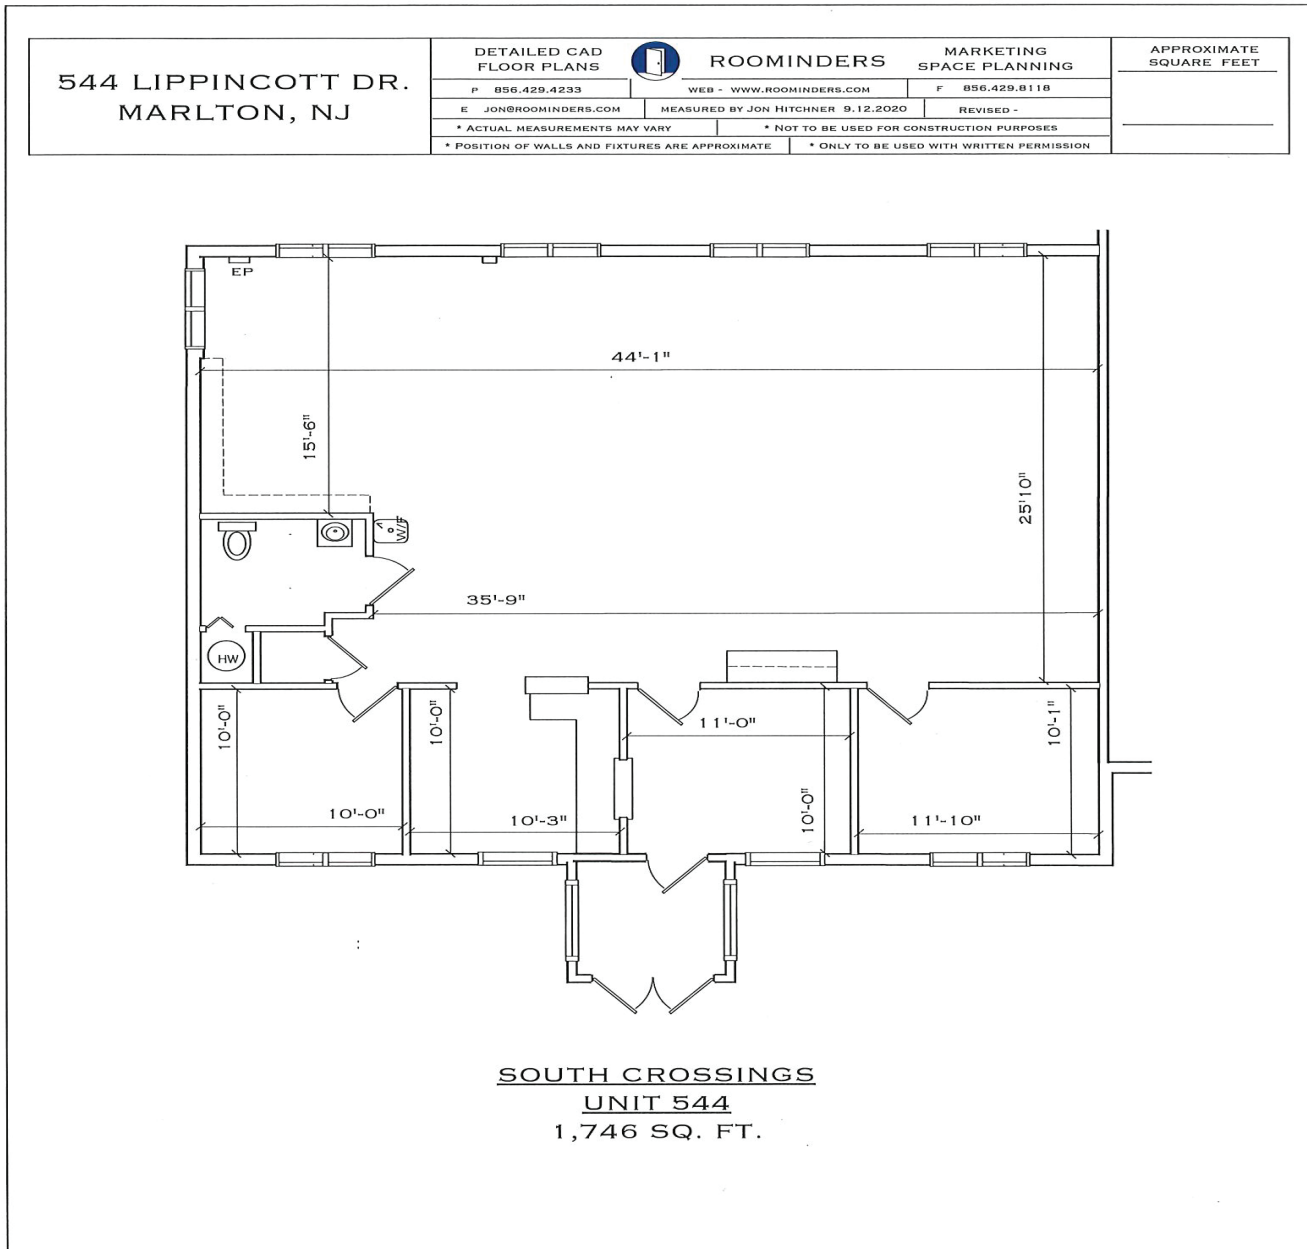 544 LIPPINCOTT DR.
MARLTON, NJ
DETAILED CAD
FLOOR PLANS
ROOMINDERS
MARKETING
SPACE PLANNING
P 856.429.4233
WEB - WWW.ROOMINDERS.COM
F 856.429.8118
E JON@ROOMINDERS.COM
MEASURED BY JON HITCHNER 9.12.2020
REVISED -
* ACTUAL MEASUREMENTS MAY VARY
* NOT TO BE USED FOR CONSTRUCTION PURPOSES
* POSITION OF WALLS AND FIXTURES ARE APPROXIMATE
* ONLY TO BE USED WITH WRITTEN PERMISSION
APPROXIMATE
SQUARE FEET
EP
44'-1"
15'-6"
25'10"
W/F
35'-9"
HW
10'-0"
10'-0"
11'-0"
10'-1"
10'-0"
10'-3"
10'-0"
11'-10"
SOUTH CROSSINGS
UNIT 544
1,746 SQ. FT.